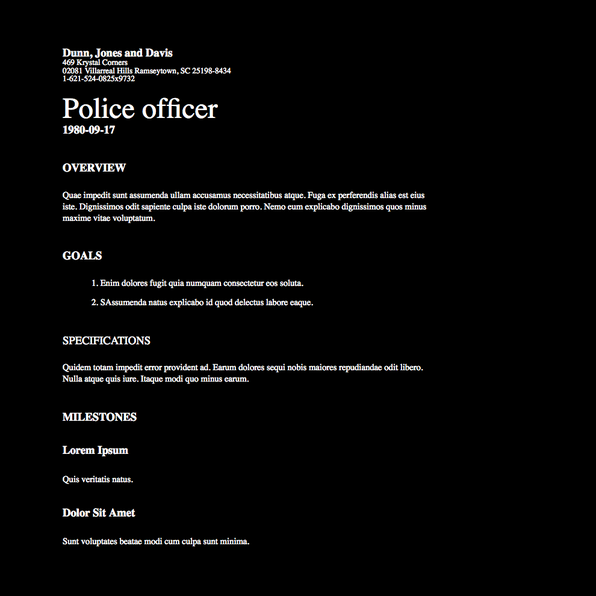 Dunn, Jones and Davis
469 Krystal Corners
02081 Villarreal Hills Ramseytown, SC 25198-8434
1-621-524-0825x9732
Police officer
1980-09-17
OVERVIEW
Quae impedit sunt assumenda ullam accusamus necessitatibus atque. Fuga ex perferendis alias est eius
iste. Dignissimos odit sapiente culpa iste dolorum porro. Nemo eum explicabo dignissimos quos minus
maxime vitae voluptatum.
GOALS
1. Enim dolores fugit quia numquam consectetur eos soluta.
2. SAssumenda natus explicabo id quod delectus labore eaque.
SPECIFICATIONS
Quidem totam impedit error provident ad. Earum dolores sequi nobis maiores repudiandae odit libero.
Nulla atque quis iure. Itaque modi quo minus earum.
MILESTONES
Lorem Ipsum
Quis veritatis natus.
Dolor Sit Amet
Sunt voluptates beatae modi cum culpa sunt minima.